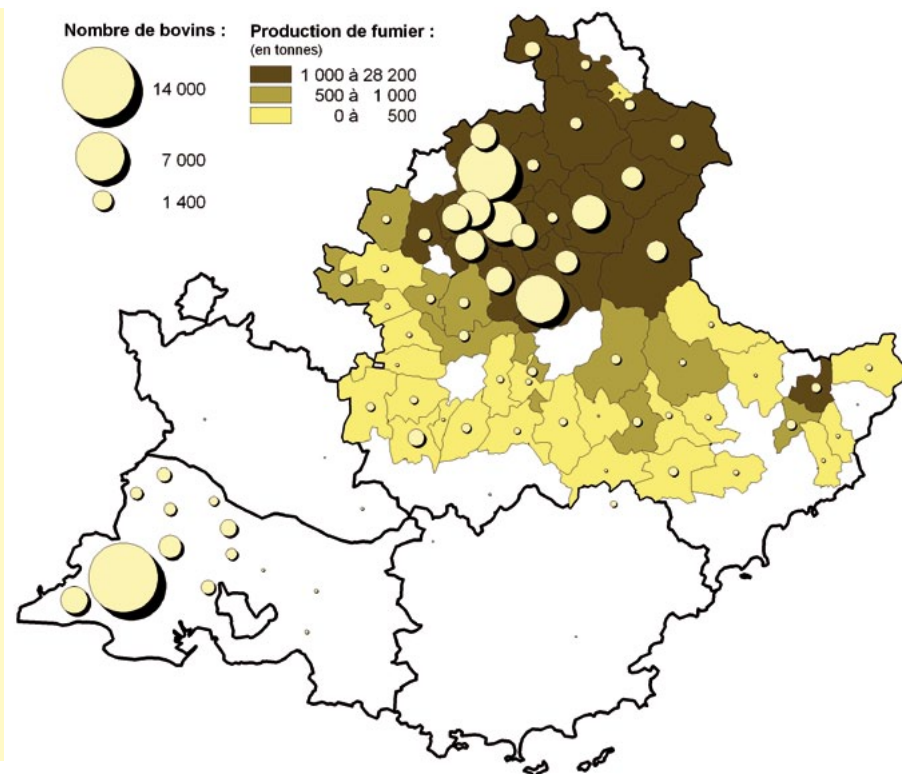 Nombre de bovins :
14 000
7 000
1 400
Production de fumier :
(en tonnes)
1 000 à 28 200
500 à 1 000
0 à 500